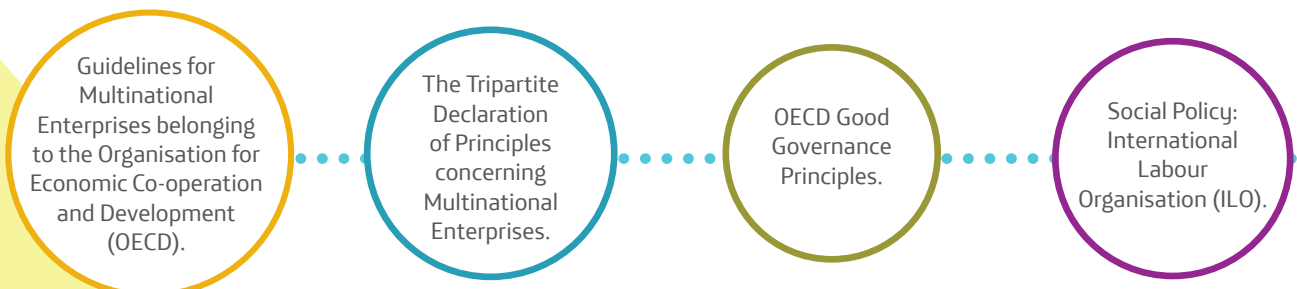 Guidelines for
Multinational
Enterprises belonging
to the Organisation for
Economic Co-operation
and Development
(OECD).
The Tripartite
Declaration
of Principles
concerning
Multinational
Enterprises.
OECD Good
Governance
Principles.
Social Policy:
International
Labour
Organisation (ILO).